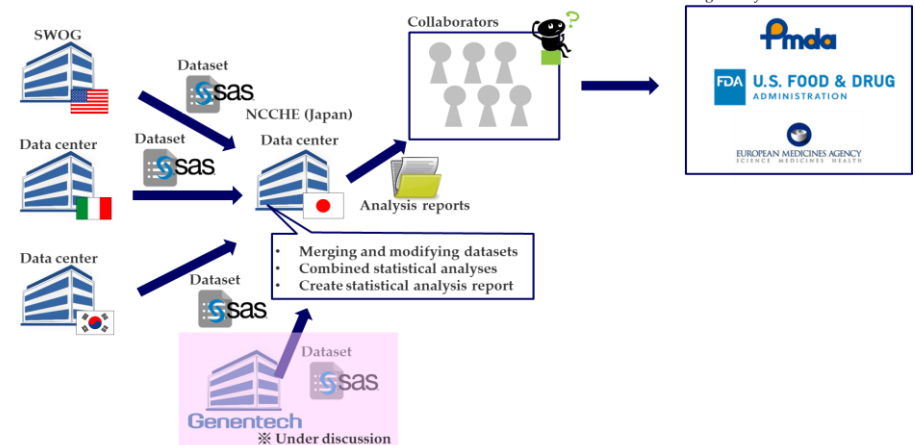 SWOG
Dataset
sas
Collaborators
?
Pmda
FDA U.S. FOOD & DRUG
ADMINISTRATION
EUROPEAN MEDICINES AGENCY
SCIENCE MEDICINES HEALTH
NCCHE (Japan)
Data center
Data center
Dataset
sas
Analysis reports
Data center
Dataset
sas
• Merging and modifying datasets
• Combined statistical analyses
• Create statistical analysis report
Dataset
sas
Genentech
※ Under discussion